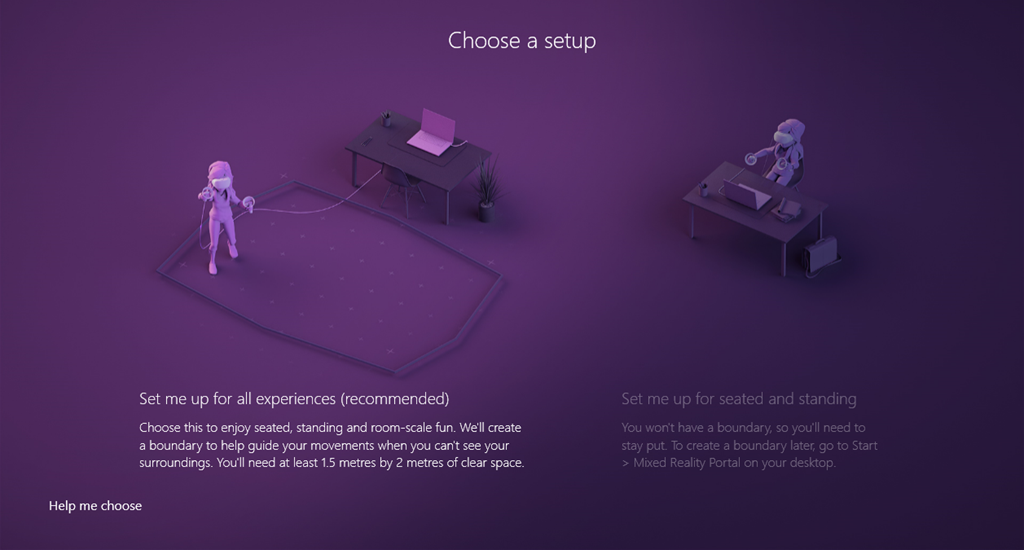 Choose a setup
Set me up for all experiences (recommended)
Choose this to enjoy seated, standing and room-scale fun. We'll create
a boundary to help guide your movements when you can't see your
surroundings. You'll need at least 1.5 metres by 2 metres of clear space.
Set me up for seated and standing
You won't have a boundary, so you'll need to
stay put. To create a boundary later, go to Start
> Mixed Reality Portal on your desktop.
Help me choose